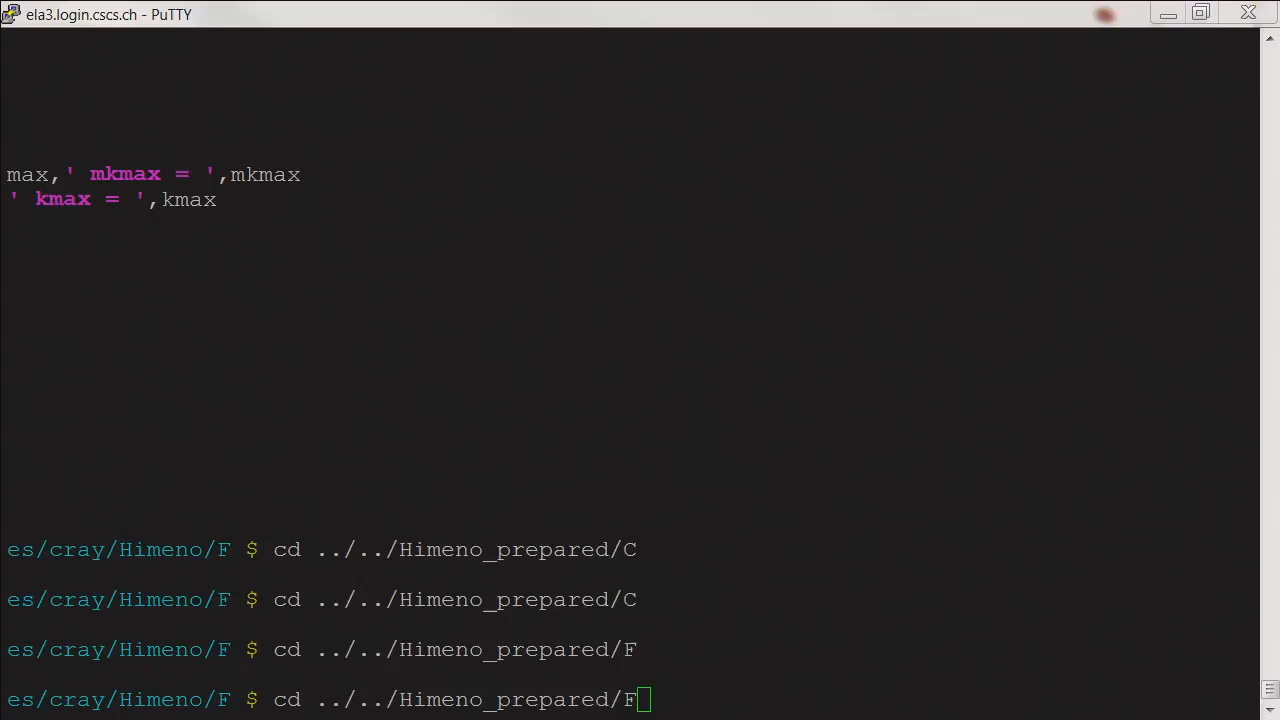 ela3.login.cscs.ch - PuTTY
max,' mkmax = ',mkmax
' kmax = ',kmax
es/cray/Himeno/F $ cd ../../Himeno_prepared/C
es/cray/Himeno/F $ cd ../../Himeno_prepared/C
es/cray/Himeno/F $ cd ../../Himeno_prepared/F
es/cray/Himeno/F $ cd ../../Himeno_prepared/F